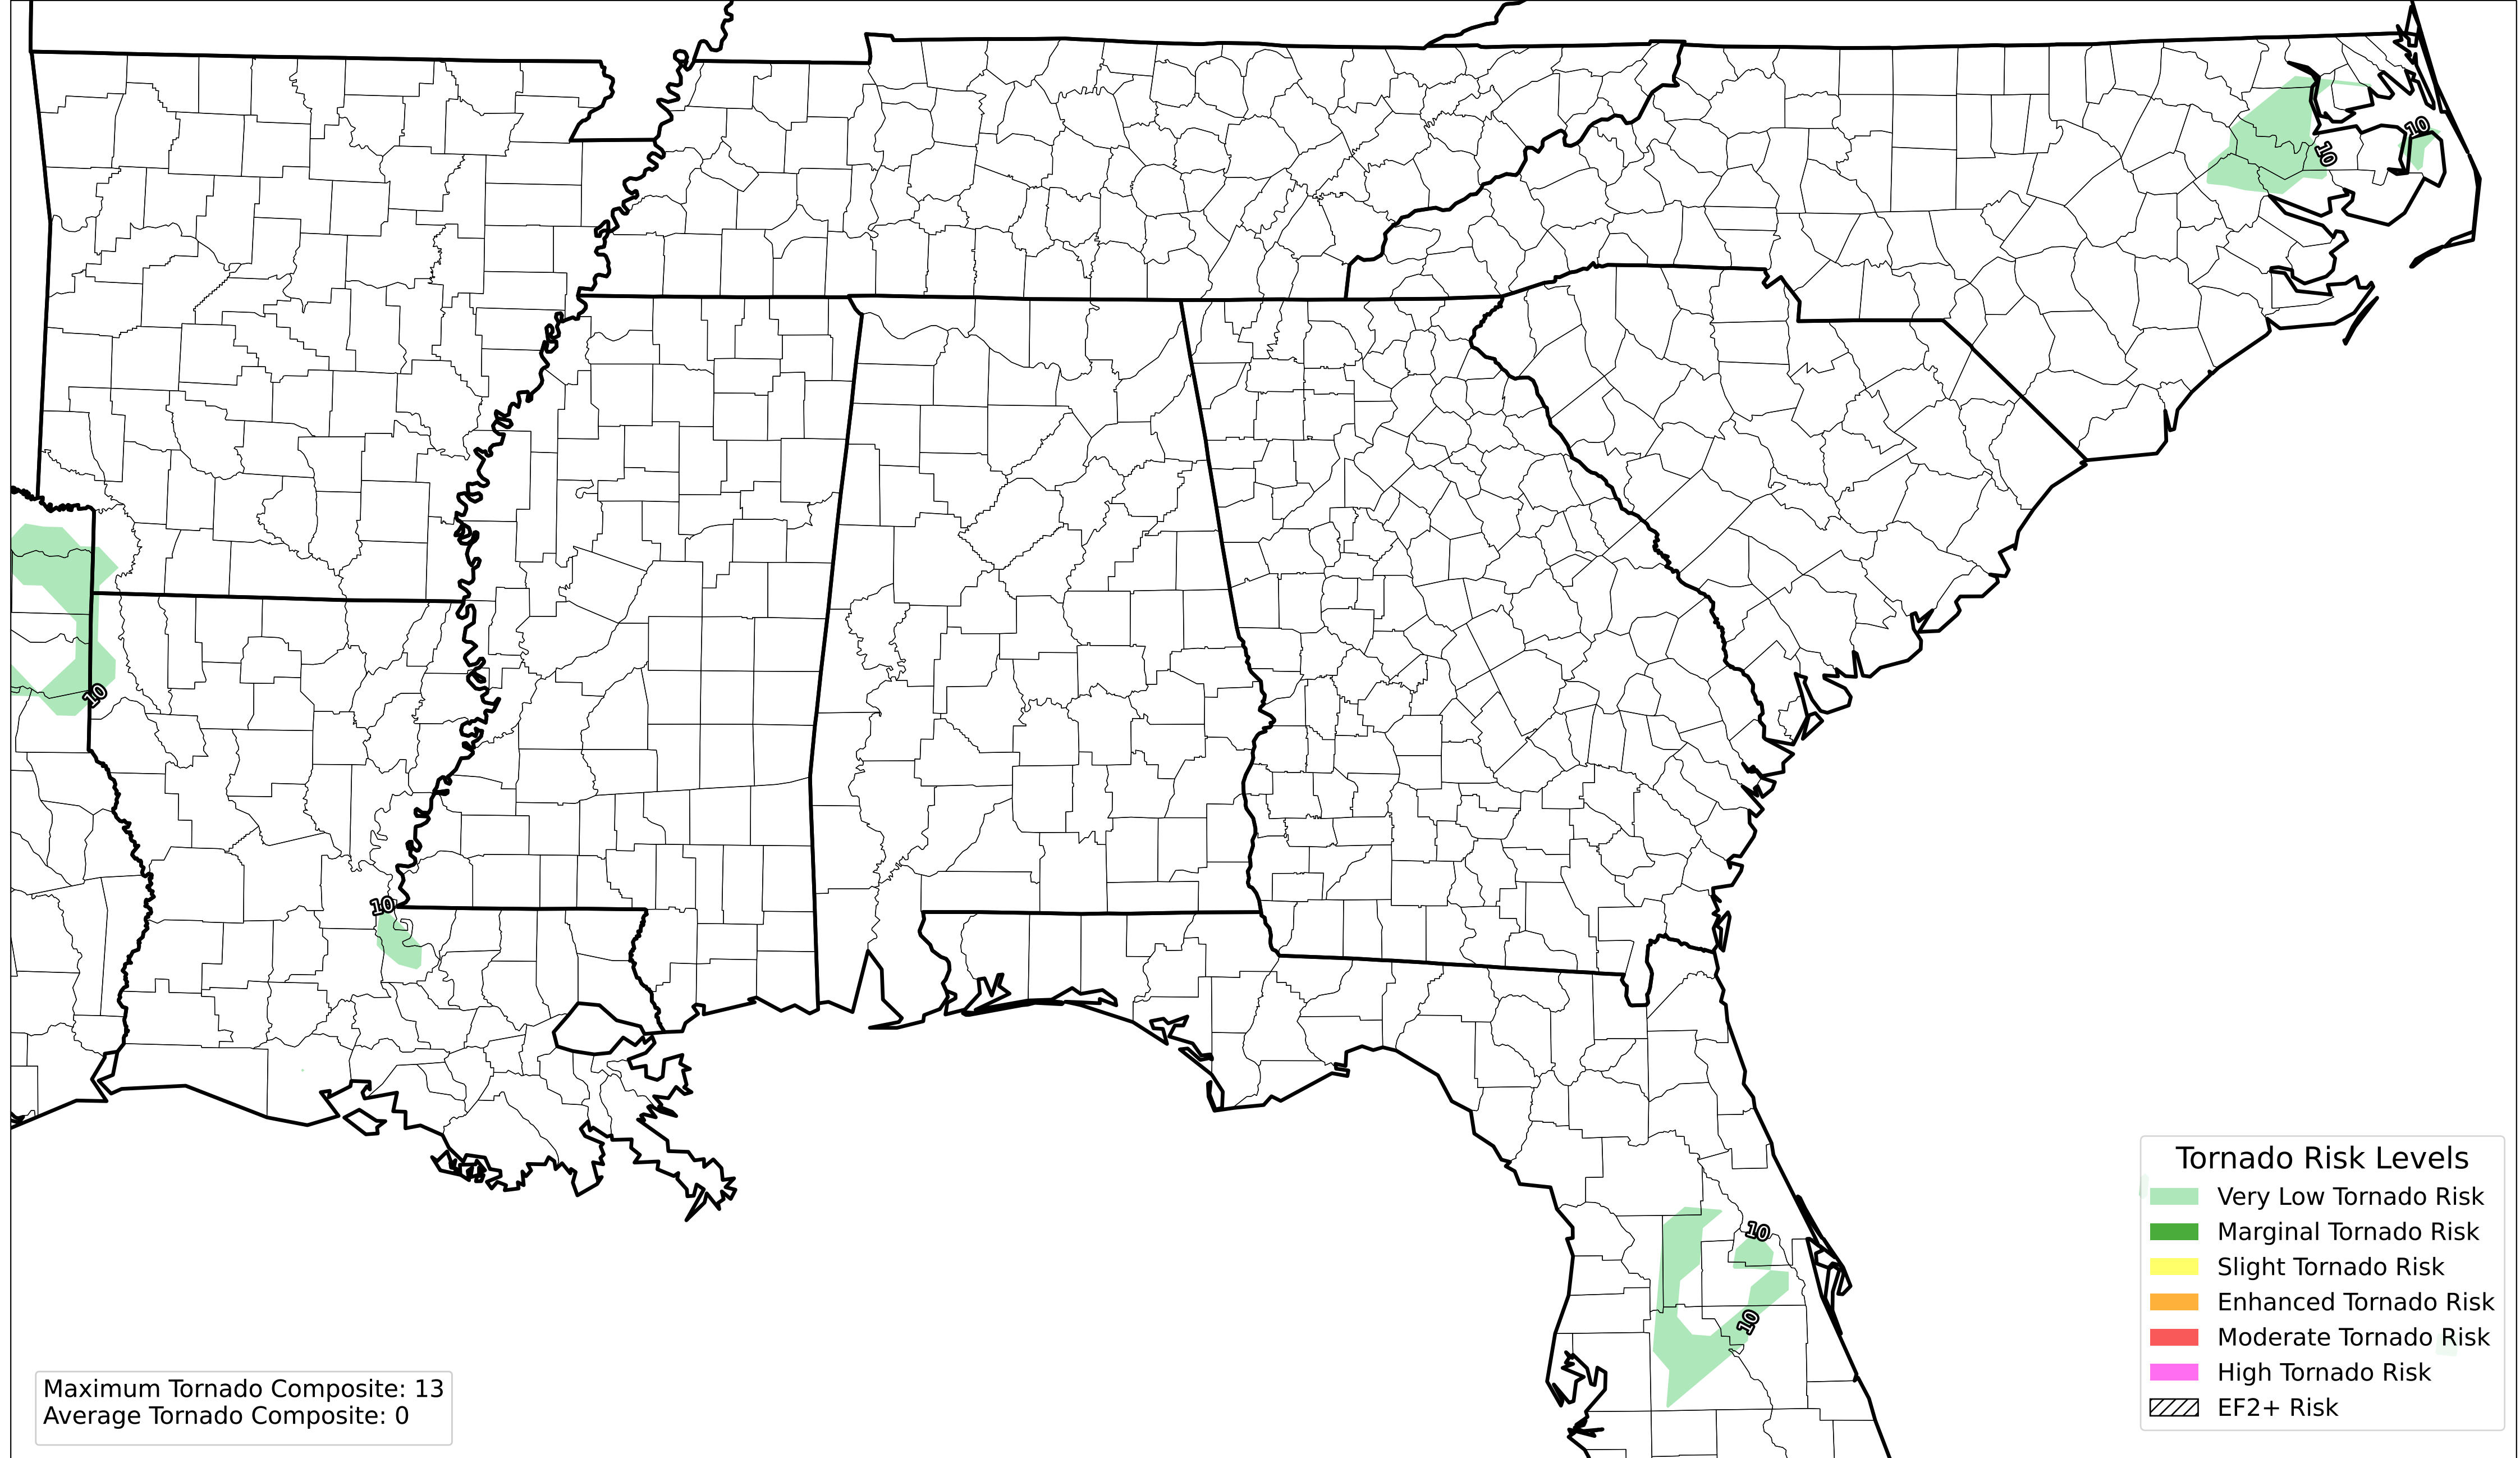 10
10
10
10
10
10
Tornado Risk Levels
Very Low Tornado Risk
Marginal Tornado Risk
Slight Tornado Risk
Enhanced Tornado Risk
Moderate Tornado Risk
High Tornado Risk
EF2+ Risk
Maximum Tornado Composite: 13
Average Tornado Composite: 0